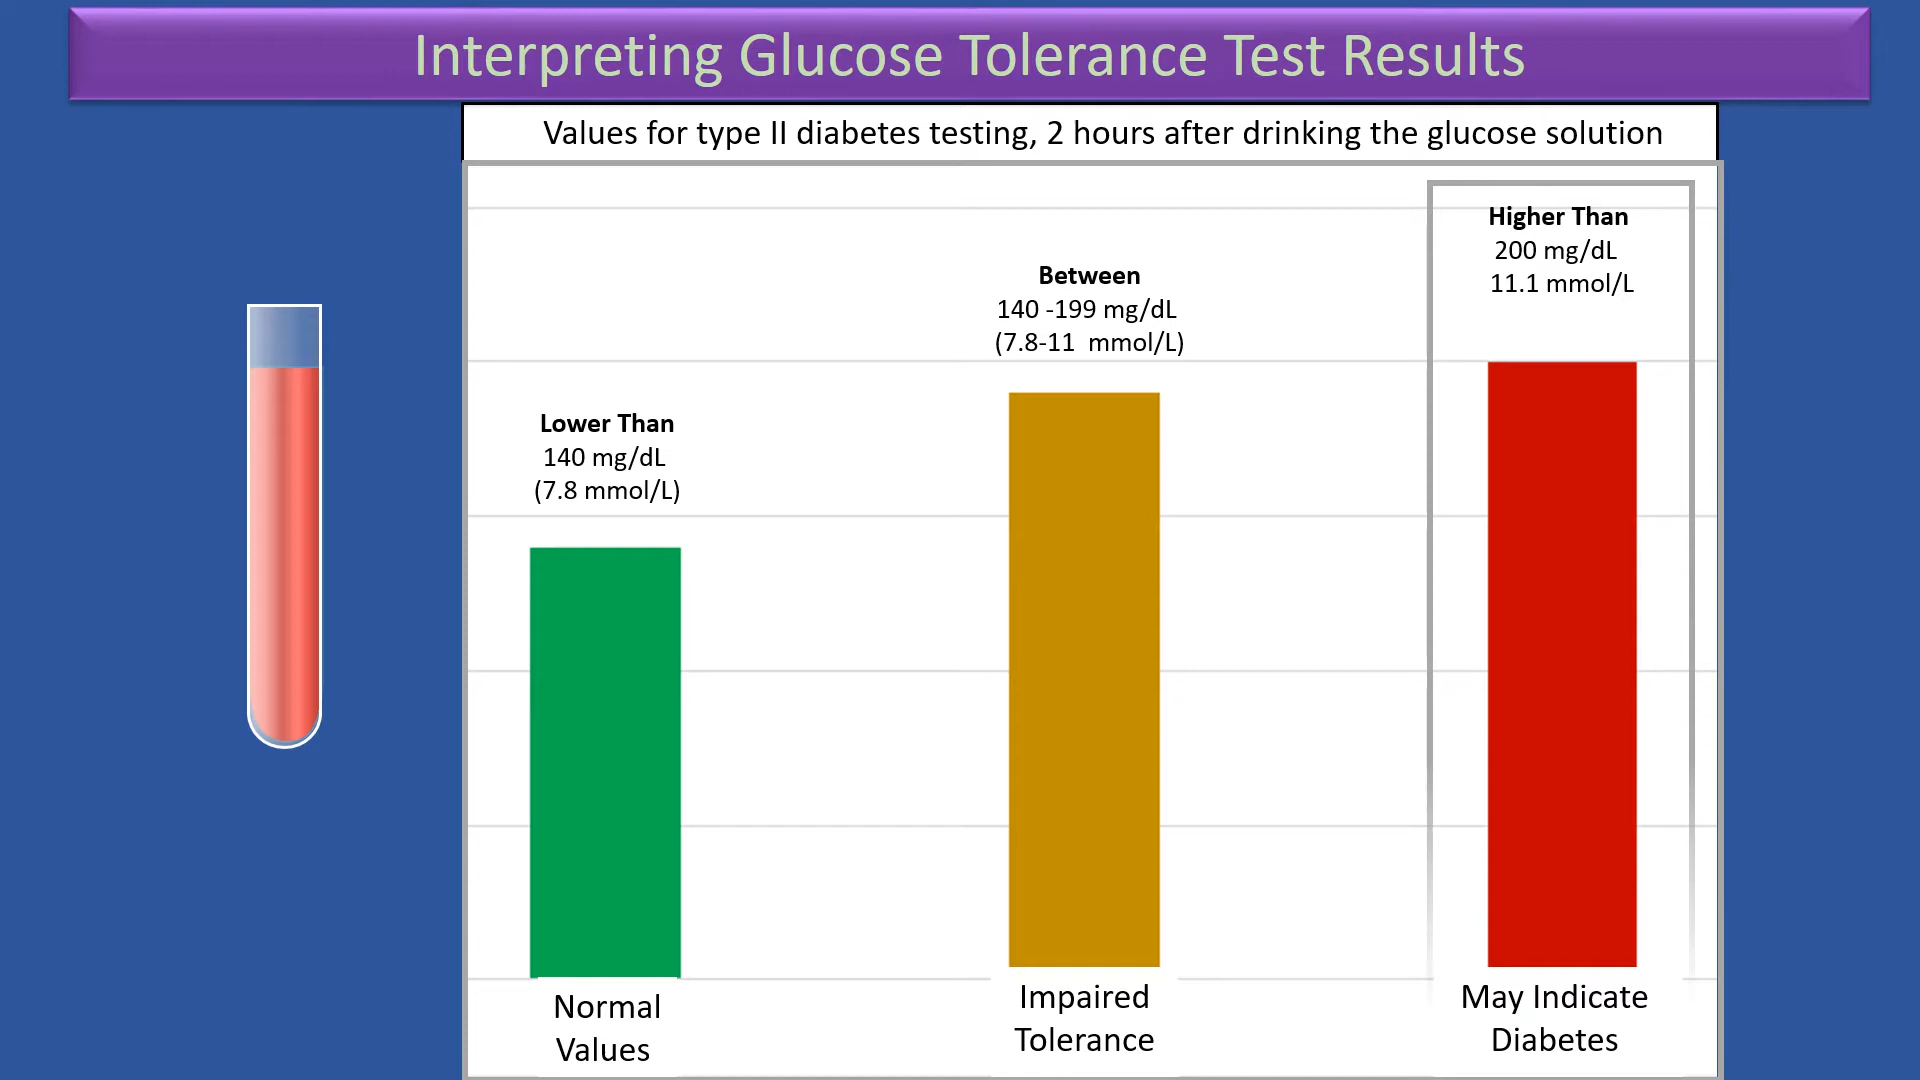 Interpreting Glucose Tolerance Test Results
Values for type II diabetes testing, 2 hours after drinking the glucose solution
Lower Than
140 mg/dL
(7.8 mmol/L)
Between
140 -199 mg/dL
(7.8-11  mmol/L)
Higher Than
200 mg/dL
11.1 mmol/L
Normal
Values
Impaired
Tolerance
May Indicate
Diabetes